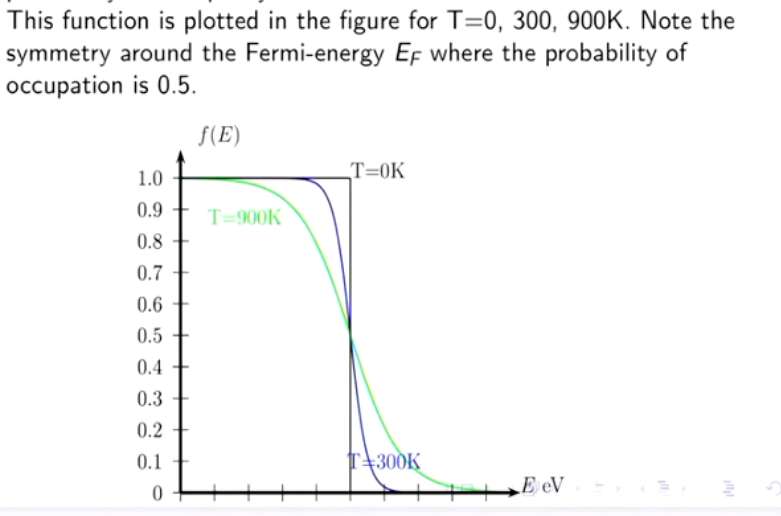 This function is plotted in the figure for T=0, 300, 900K. Note the
symmetry around the Fermi-energy EF where the probability of
occupation is 0.5.
f(E)
T=0K
1.0
0.9
T=900K
0.8
0.7
0.6
0.5
0.4
0.3
0.2
0.1
T=300K
0
E eV